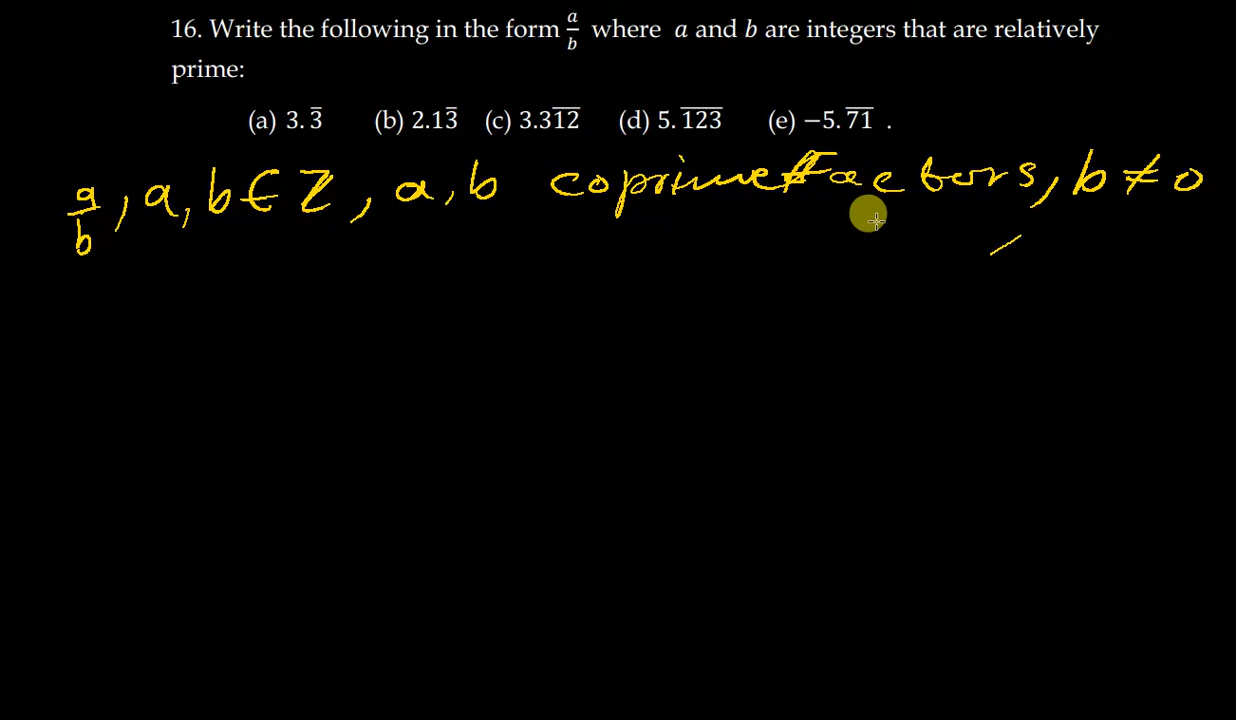 16. Write the following in the form a/b where a and b are integers that are relatively
prime:
(a) 3.3̅ (b) 2.13̅ (c) 3.31̅2̅ (d) 5.1̅2̅3̅ (e) −5.7̅1̅ .
a/b, a, b ∈ Z, a, b coprime factors, b ≠ 0